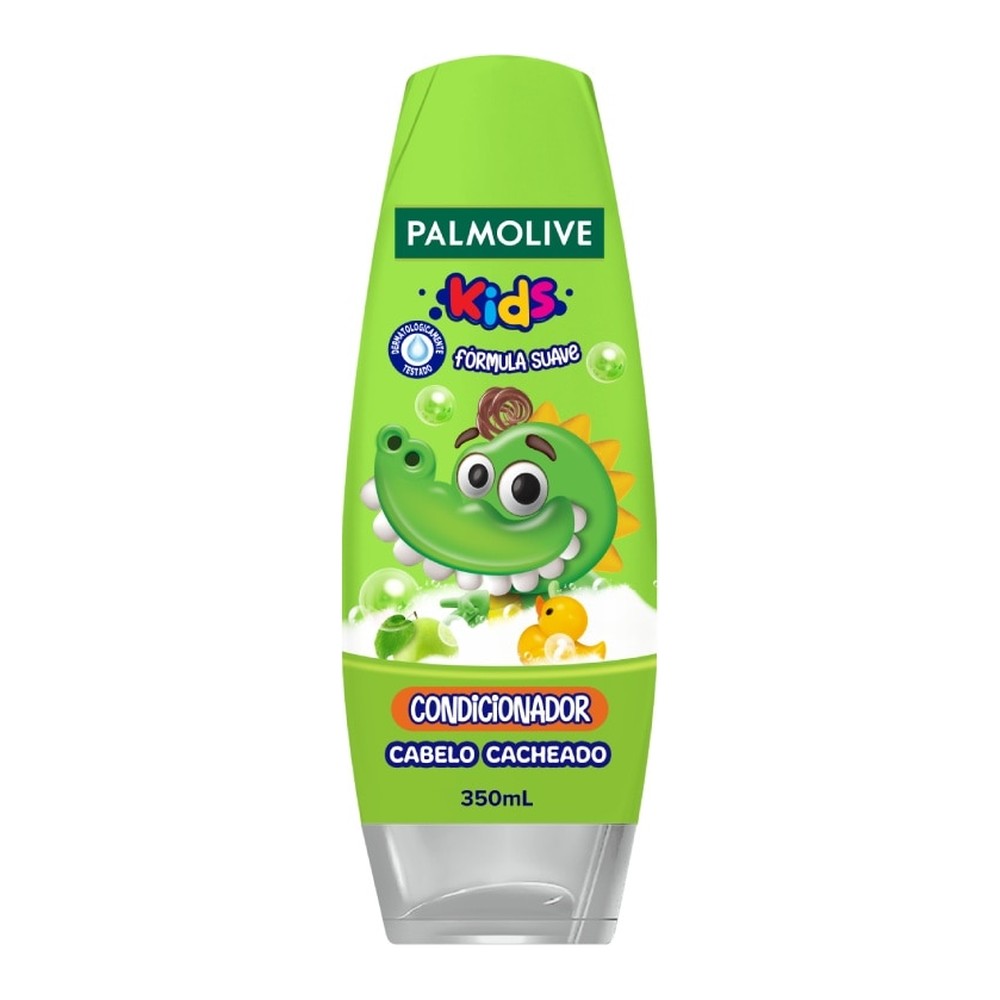 PALMOLIVE
Kids
DERMATOLOGICAMENTE
TESTADO
FÓRMULA SUAVE
CONDICIONADOR
CABELO CACHEADO
350mL